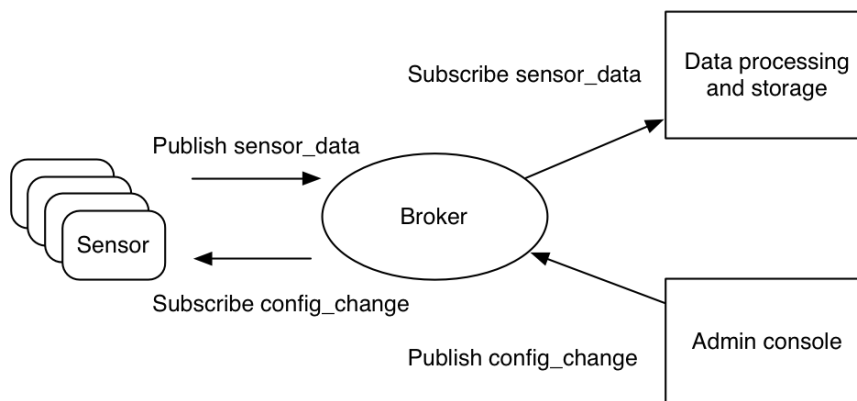 Subscribe sensor_data
Data processing
and storage
Publish sensor_data
Broker
Sensor
Subscribe config_change
Publish config_change
Admin console